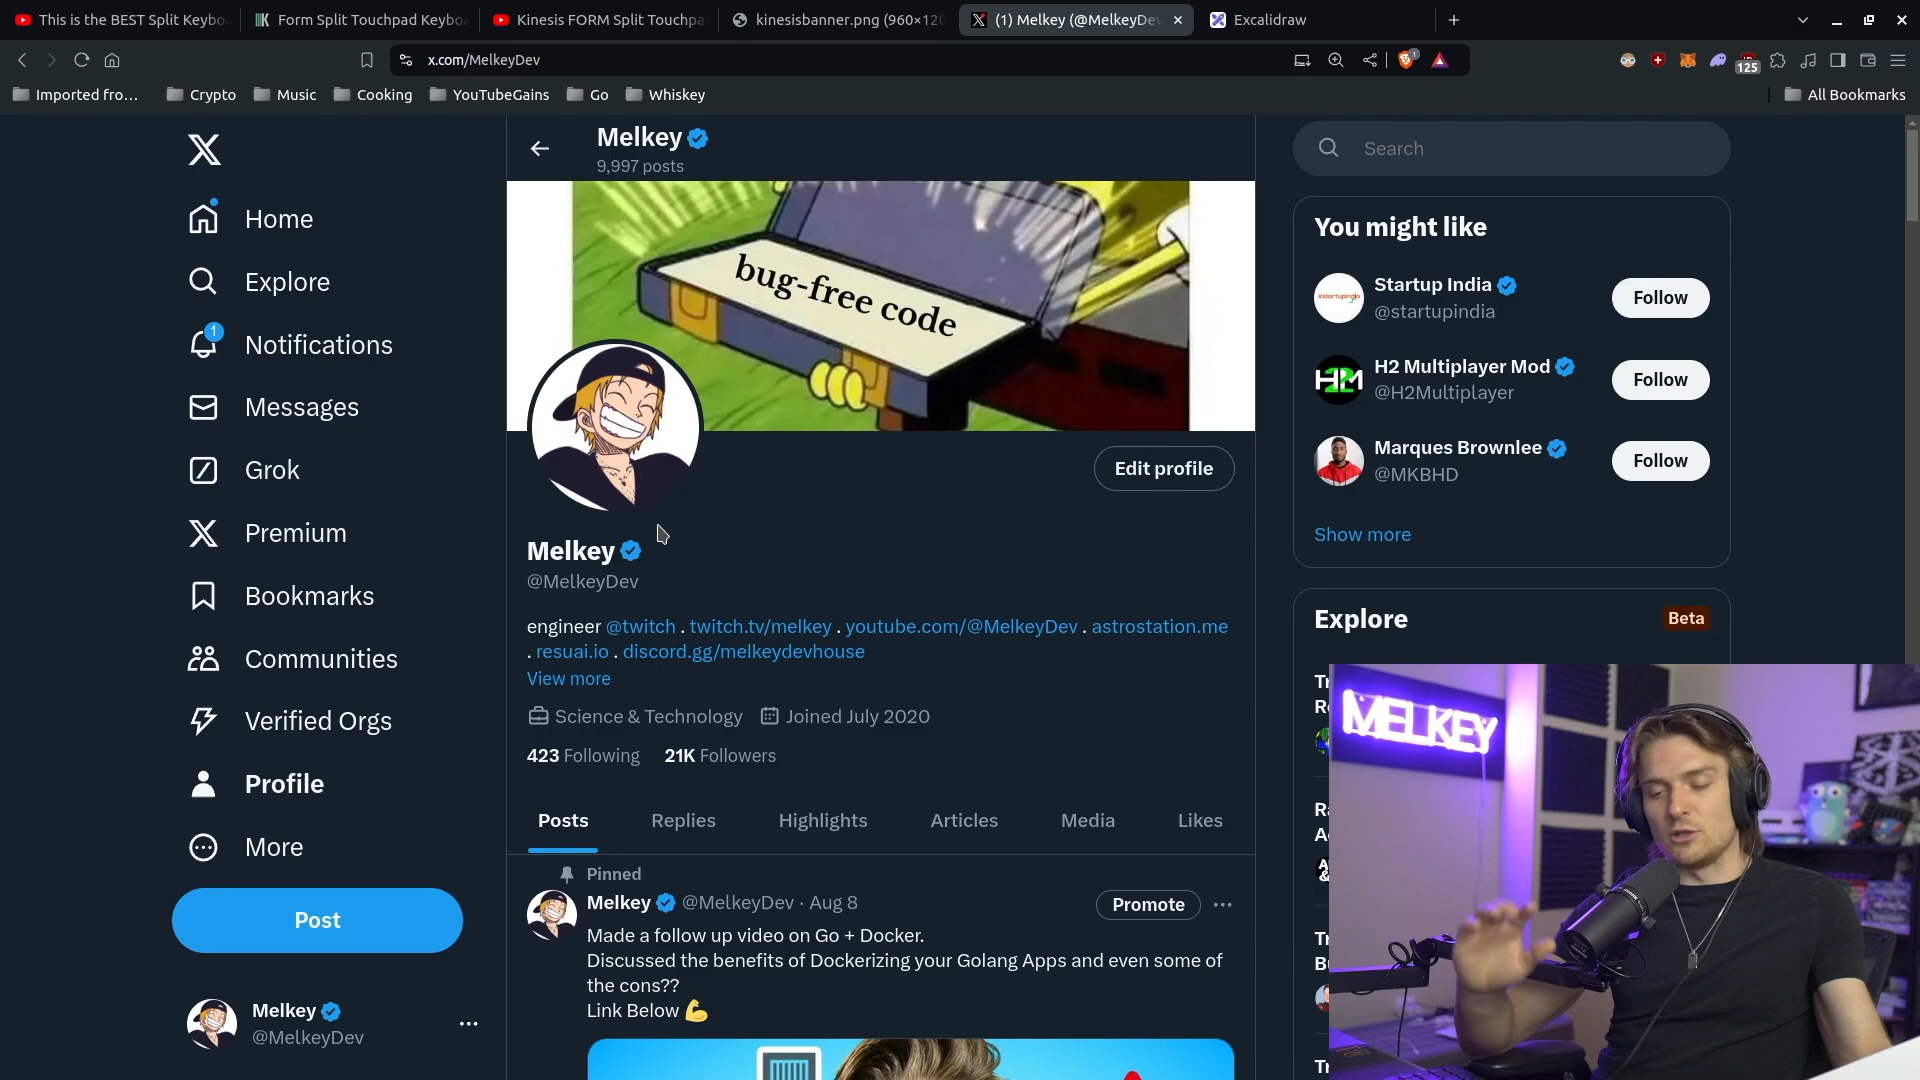 This is the BEST Split Keybo
Form Split Touchpad Keybo
Kinesis FORM Split Touchpa
kinesisbanner.png (960×120
(1) Melkey (@MelkeyDev
Excalidraw
x.com/MelkeyDev
1
125
Imported fro...
Crypto
Music
Cooking
YouTubeGains
Go
Whiskey
All Bookmarks
Melkey
9,997 posts
Search
bug-free code
Home
Explore
1
Notifications
Messages
Grok
Premium
Bookmarks
Communities
Verified Orgs
Profile
More
Post
Melkey
@MelkeyDev
Edit profile
Melkey
@MelkeyDev
engineer @twitch . twitch.tv/melkey . youtube.com/@MelkeyDev . astrostation.me
. resuai.io . discord.gg/melkeydevhouse
View more
Science & Technology
Joined July 2020
423 Following
21K Followers
Posts
Replies
Highlights
Articles
Media
Likes
Pinned
Melkey @MelkeyDev · Aug 8
Promote
Made a follow up video on Go + Docker.
Discussed the benefits of Dockerizing your Golang Apps and even some of
the cons??
Link Below 💪
You might like
#startupindia
Startup India
@startupindia
Follow
H2M
H2 Multiplayer Mod
@H2Multiplayer
Follow
Marques Brownlee
@MKBHD
Follow
Show more
Explore
Beta
MELKEY